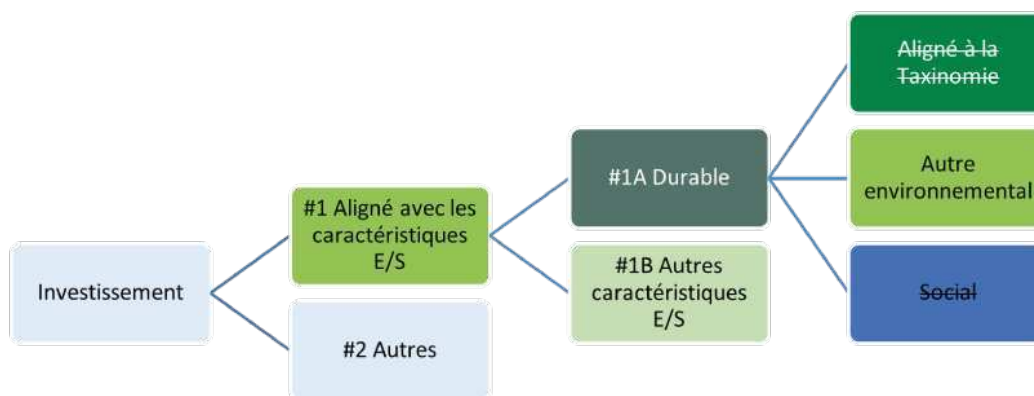 Investissement
#1 Aligné avec les
caractéristiques
E/S
#2 Autres
#1A Durable
#1B Autres
caractéristiques
E/S
Aligné à la
Taxinomie
Autre
environnemental
Social